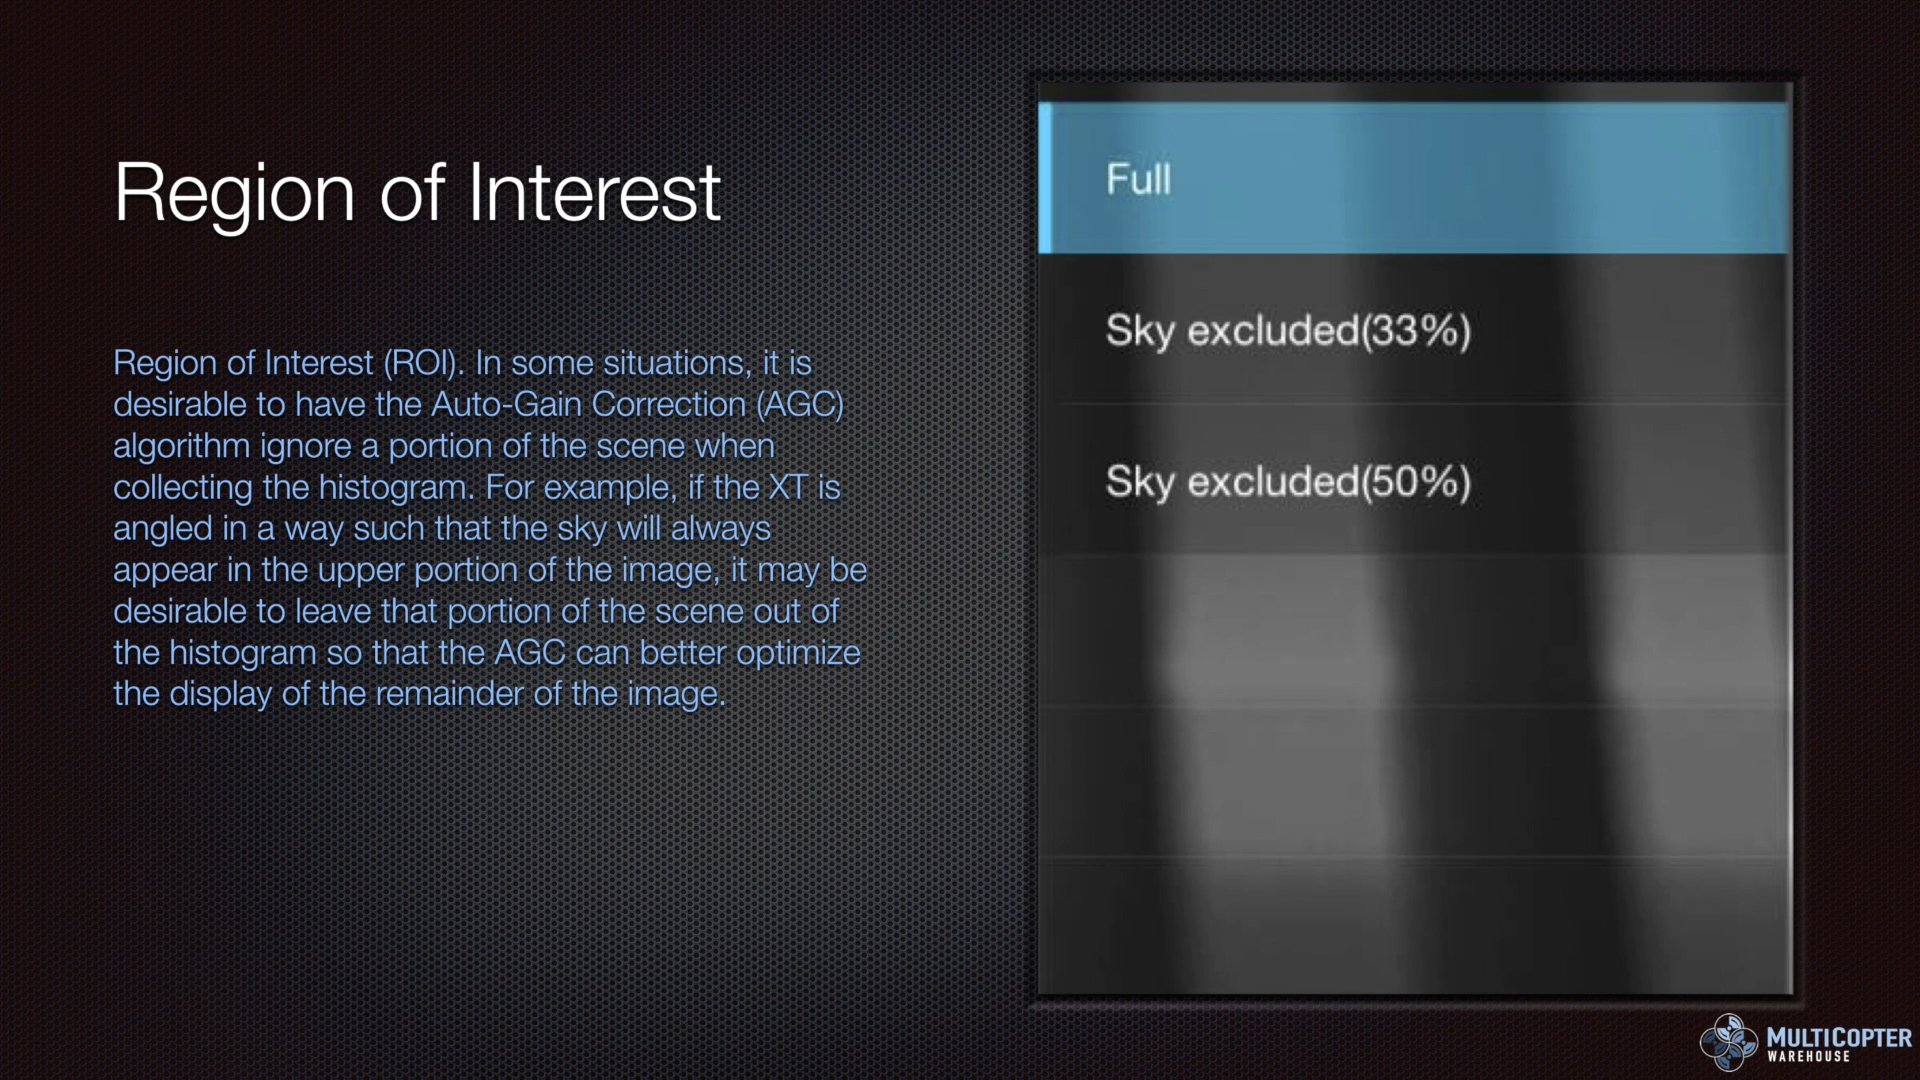 Region of Interest
Region of Interest (ROI). In some situations, it is
desirable to have the Auto-Gain Correction (AGC)
algorithm ignore a portion of the scene when
collecting the histogram. For example, if the XT is
angled in a way such that the sky will always
appear in the upper portion of the image, it may be
desirable to leave that portion of the scene out of
the histogram so that the AGC can better optimize
the display of the remainder of the image.
Full
Sky excluded(33%)
Sky excluded(50%)
MULTICOPTER
WAREHOUSE